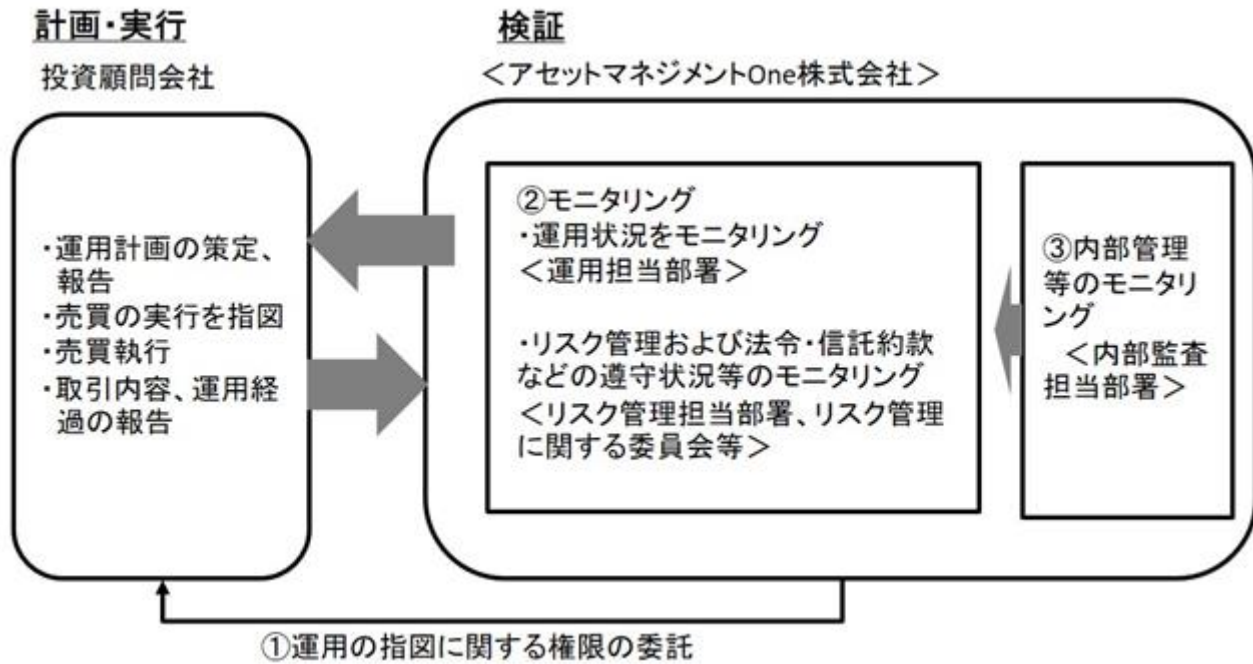 計画・実行
投資顧問会社
・運用計画の策定、
報告
・売買の実行を指図
・売買執行
・取引内容、運用経
過の報告
検証
＜アセットマネジメントOne株式会社＞
②モニタリング
・運用状況をモニタリング
＜運用担当部署＞
・リスク管理および法令・信託約款
などの遵守状況等のモニタリング
＜リスク管理担当部署、リスク管理
に関する委員会等＞
③内部管理
等のモニタリ
ング
＜内部監査
担当部署＞
①運用の指図に関する権限の委託